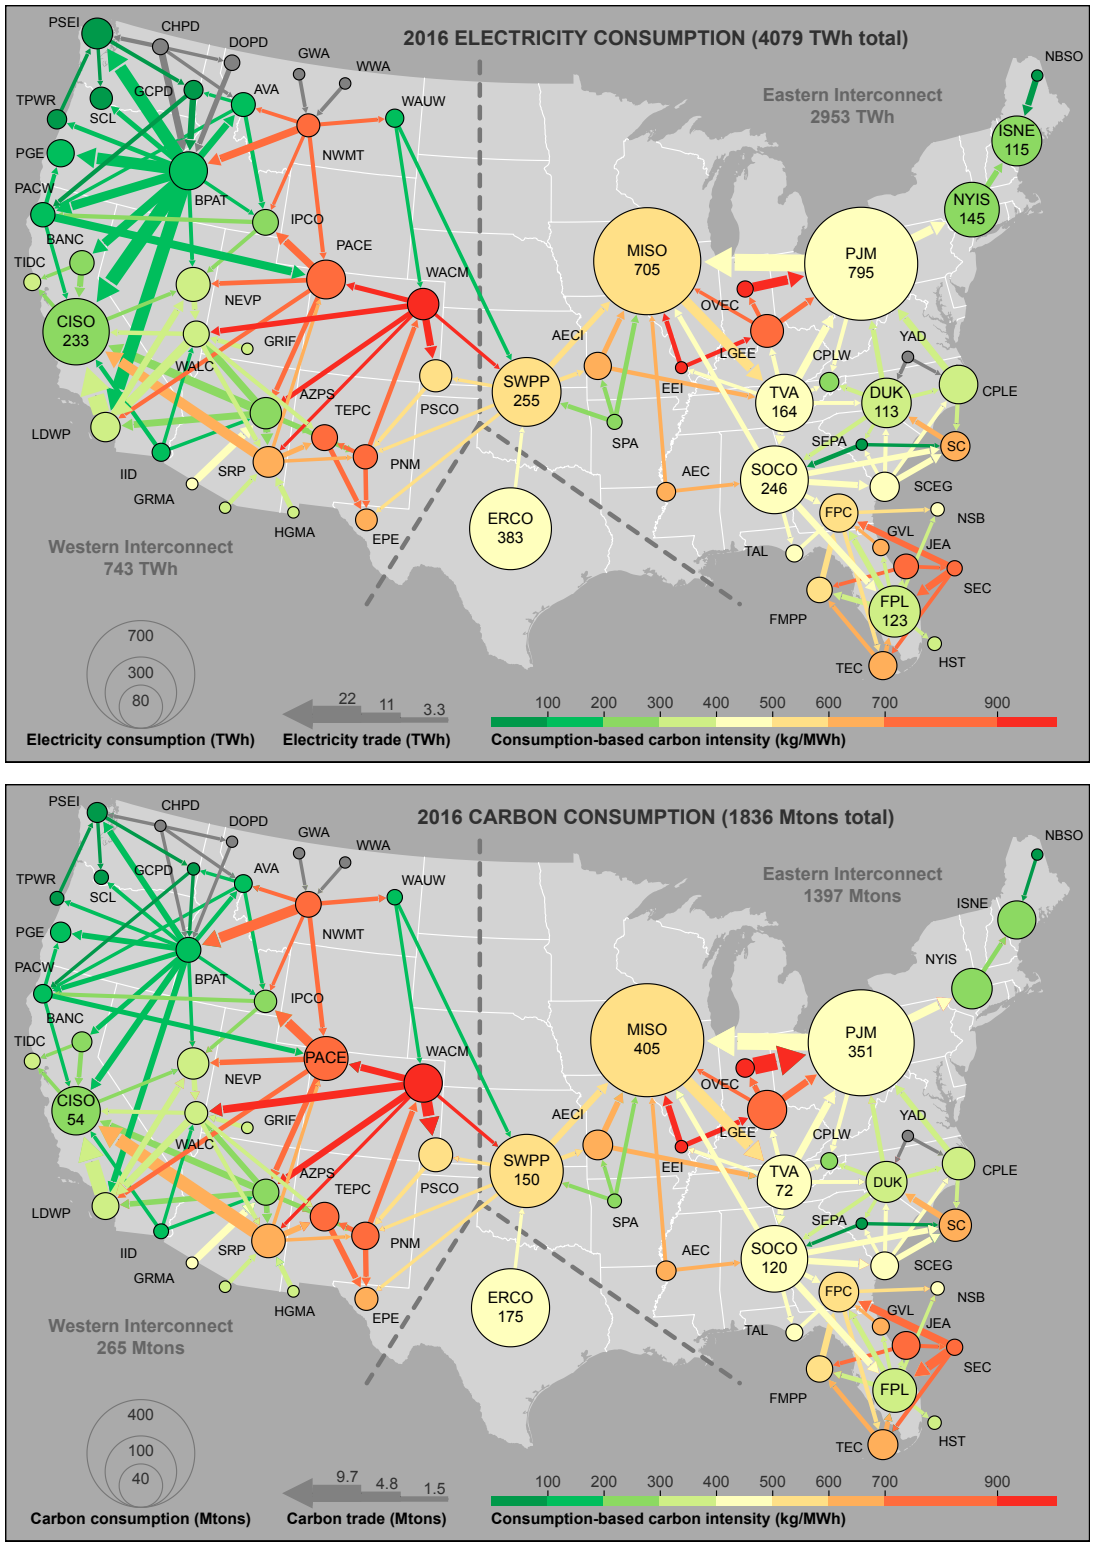 2016 ELECTRICITY CONSUMPTION (4079 TWh total)
PSEI
CHPD
DOPD
GWA
WWA
NBSO
GCPD
AVA
WAUW
Eastern Interconnect
2953 TWh
TPWR
SCL
ISNE
115
PGE
NWMT
PACW
BPAT
NYIS
145
IPCO
BANC
PACE
MISO
705
PJM
795
TIDC
WACM
NEVP
OVEC
CISO
233
GRIF
AECI
YAD
WALC
LGEE
CPLW
EEI
AZPS
SWPP
255
TVA
164
DUK
113
CPLE
TEPC
PSCO
LDWP
SPA
SEPA
SC
IID
SRP
PNM
AEC
SOCO
246
SCEG
GRMA
HGMA
ERCO
383
FPC
NSB
EPE
TAL
GVL
JEA
Western Interconnect
743 TWh
SEC
FMPP
FPL
123
TEC
HST
700
300
80
22
11
3.3
100
200
300
400
500
600
700
900
Electricity consumption (TWh)
Electricity trade (TWh)
Consumption-based carbon intensity (kg/MWh)
2016 CARBON CONSUMPTION (1836 Mtons total)
PSEI
CHPD
DOPD
GWA
WWA
NBSO
GCPD
AVA
WAUW
Eastern Interconnect
1397 Mtons
TPWR
SCL
ISNE
PGE
NWMT
PACW
BPAT
NYIS
IPCO
BANC
PACE
MISO
405
PJM
351
TIDC
WACM
NEVP
OVEC
CISO
54
GRIF
AECI
YAD
WALC
LGEE
CPLW
EEI
AZPS
SWPP
150
TVA
72
DUK
CPLE
TEPC
PSCO
LDWP
SPA
SEPA
SC
IID
SRP
PNM
AEC
SOCO
120
SCEG
GRMA
HGMA
ERCO
175
FPC
NSB
EPE
TAL
GVL
JEA
Western Interconnect
265 Mtons
SEC
FMPP
FPL
TEC
HST
400
100
40
9.7
4.8
1.5
100
200
300
400
500
600
700
900
Carbon consumption (Mtons)
Carbon trade (Mtons)
Consumption-based carbon intensity (kg/MWh)